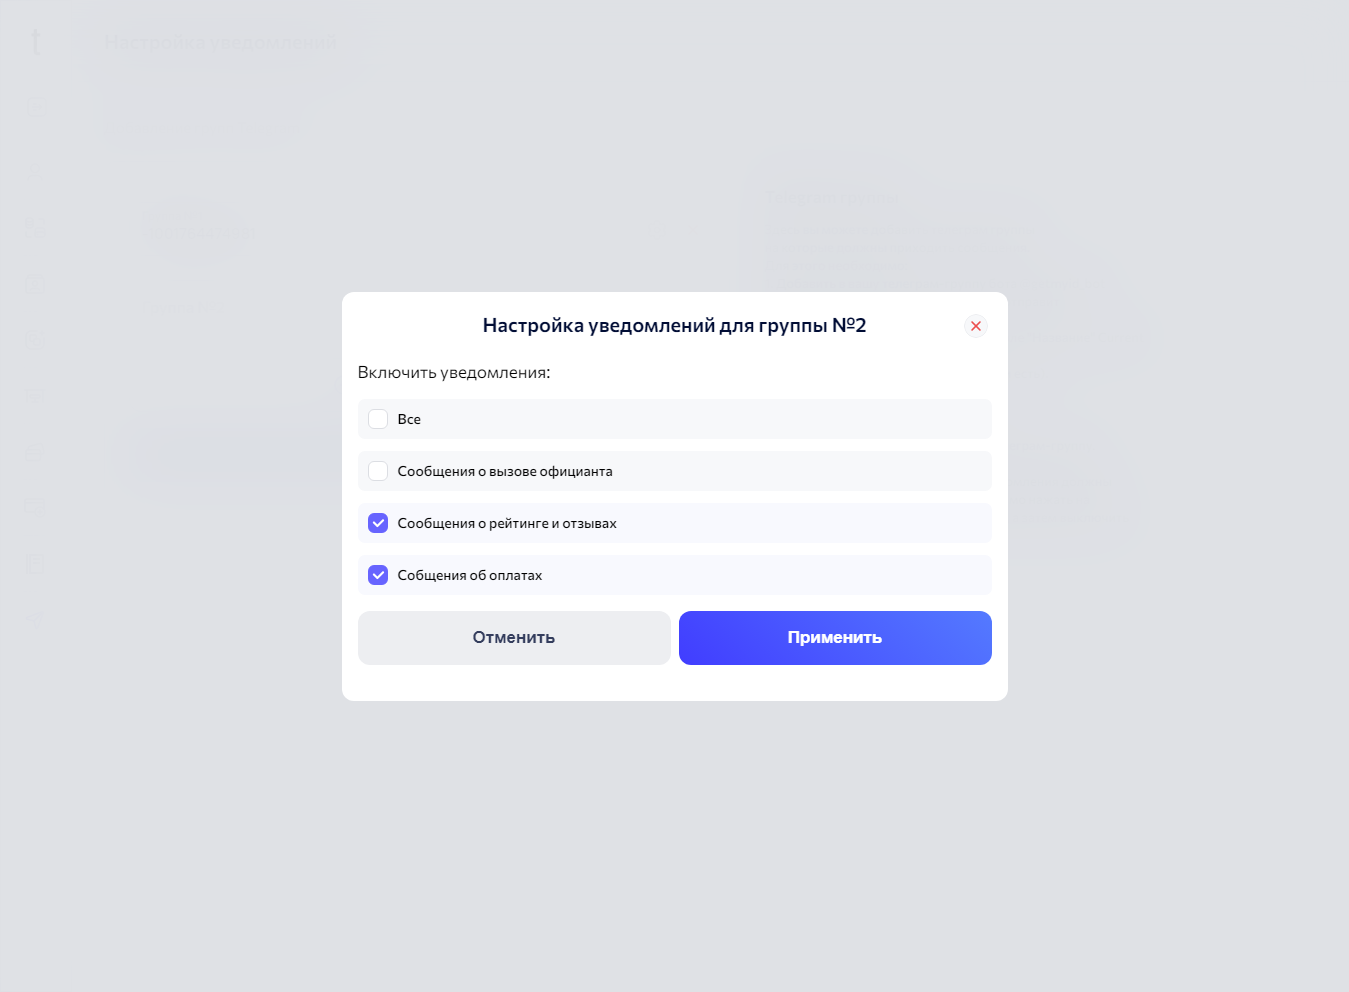 Настройки уведомлений
Настройка уведомлений для группы №2
Включить уведомления:
Все
Сообщения о вызове официанта
Сообщения о рейтинге и отзывах
Собщения об оплатах
Отменить
Применить